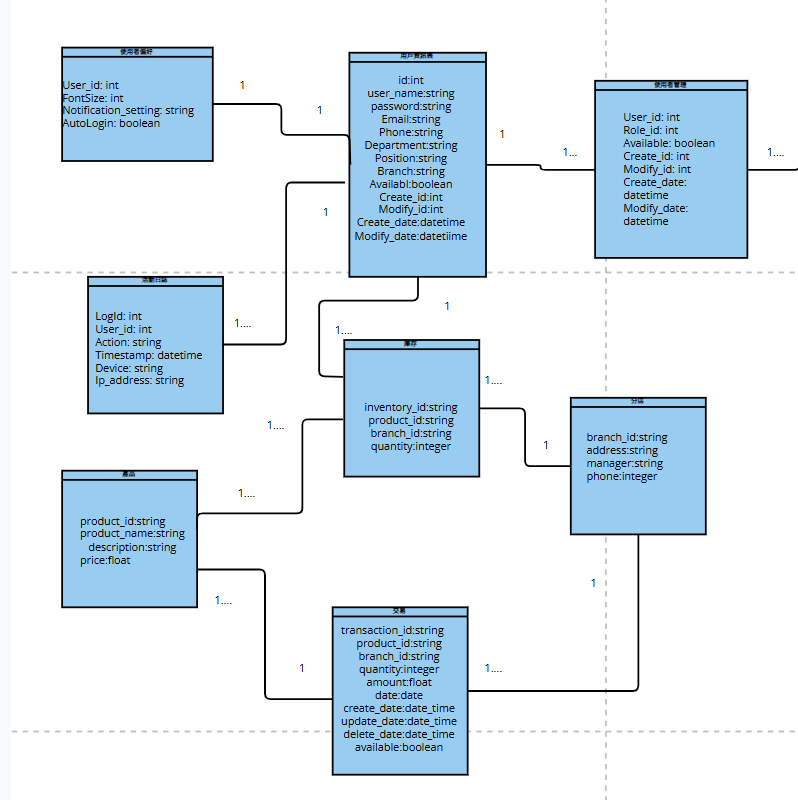 使用者偏好
User_id: int
FontSize: int
Notification_setting: string
AutoLogin: boolean
1
1
用戶資訊表
id:int
user_name:string
password:string
Email:string
Phone:string
Department:string
Position:string
Branch:string
Availabl:boolean
Create_id:int
Modify_id:int
Create_date:datetime
Modify_date:datetiime
1
1...
使用者管理
User_id: int
Role_id: int
Available: boolean
Create_id: int
Modify_id: int
Create_date:
datetime
Modify_date:
datetime
1....
1
活動日誌
LogId: int
User_id: int
Action: string
Timestamp: datetime
Device: string
Ip_address: string
1....
1
1....
庫存
inventory_id:string
product_id:string
branch_id:string
quantity:integer
1....
1
分店
branch_id:string
address:string
manager:string
phone:integer
1....
1....
產品
product_id:string
product_name:string
description:string
price:float
1....
1
1
交易
transaction_id:string
product_id:string
branch_id:string
quantity:integer
amount:float
date:date
create_date:date_time
update_date:date_time
delete_date:date_time
available:boolean
1....